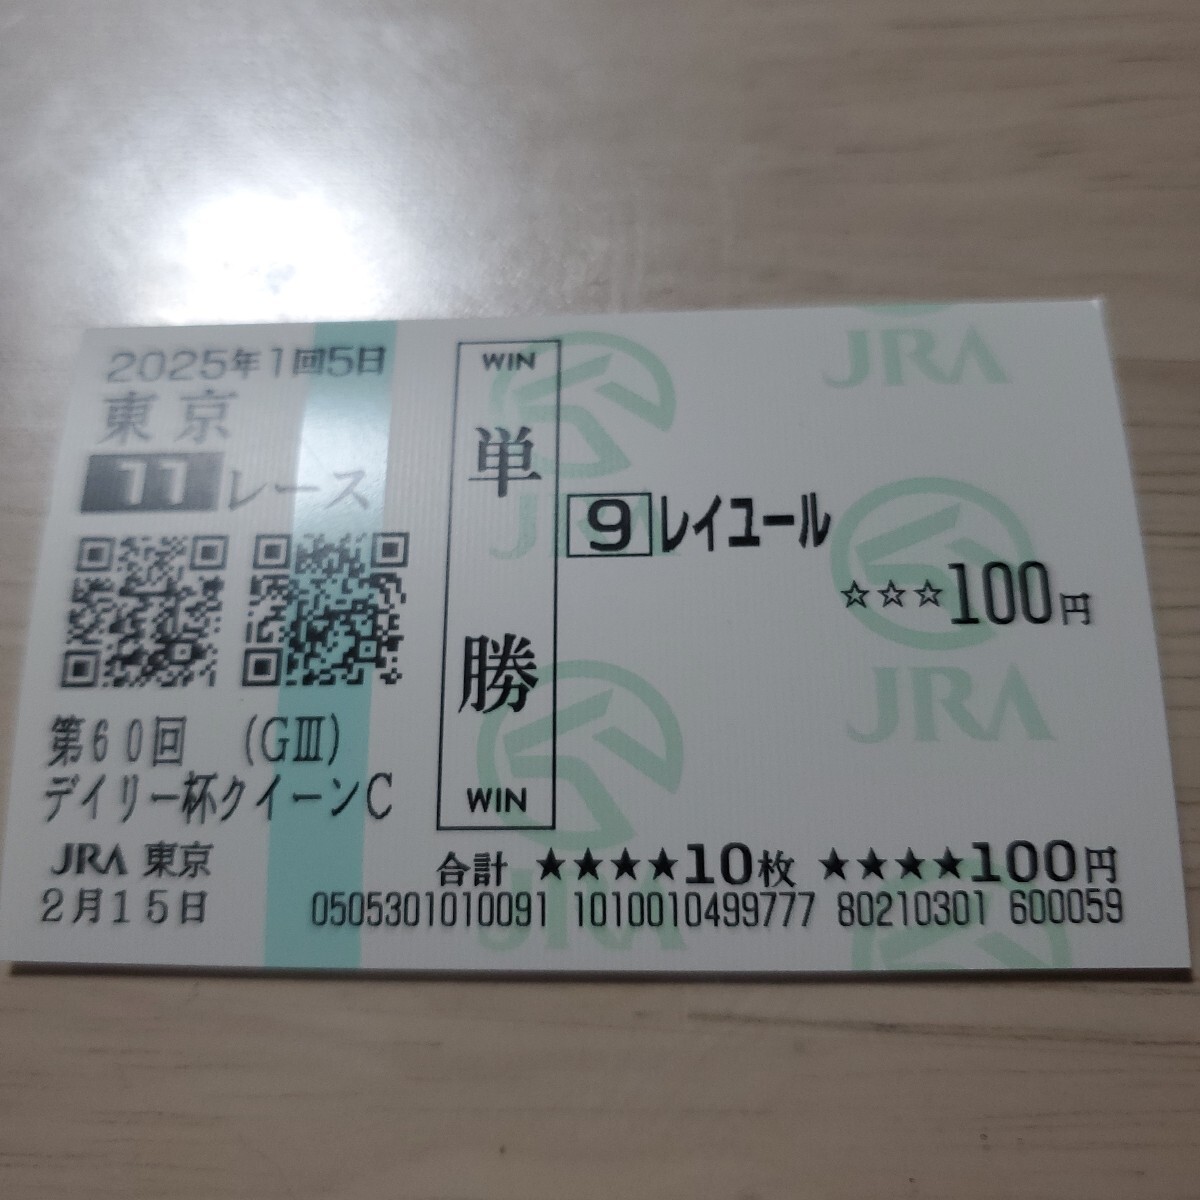 2025年1回5日
東京
11レース
第60回 (GⅢ)
デイリー杯クイーンC
JRA 東京
2月15日
WIN
単勝
WIN
9 レイユール
☆☆☆100円
合計 ★★★★10枚 ★★★★100円
0505301010091 1010010499777 80210301 600059
JRA
JRA
JRA
JRA